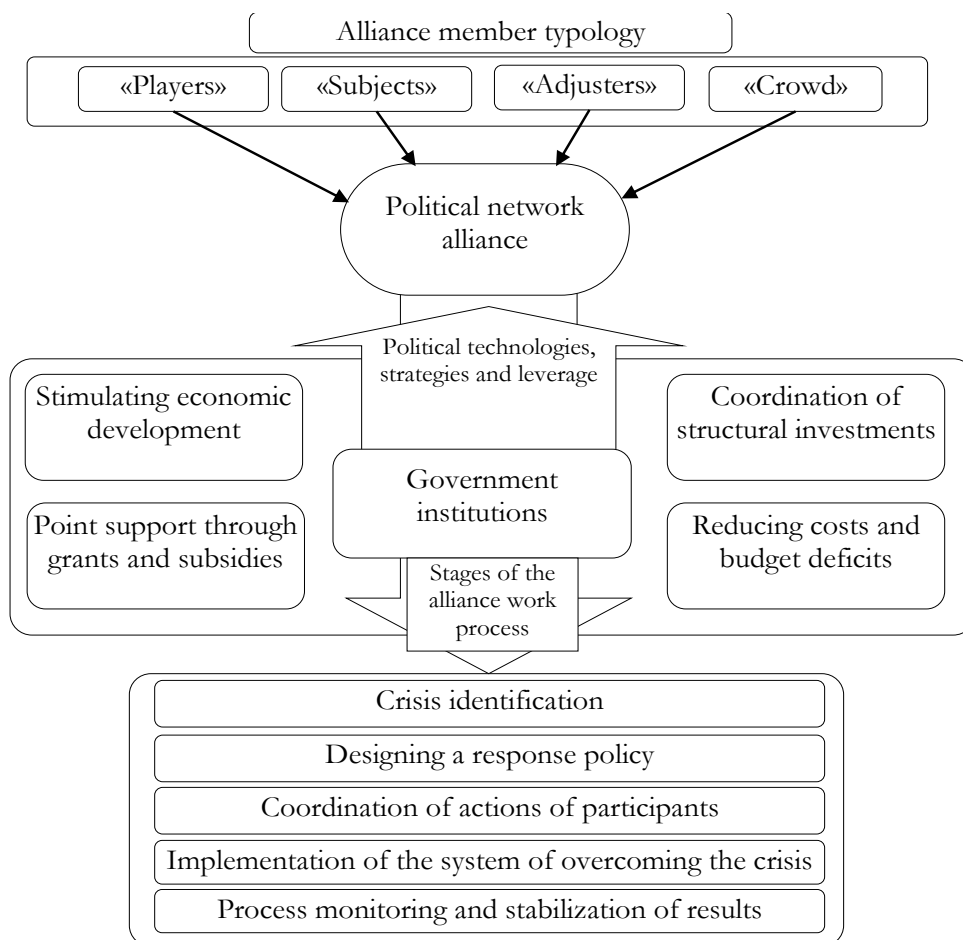 Alliance member typology
«Players»
«Subjects»
«Adjusters»
«Crowd»
Political network
alliance
Political technologies,
strategies and leverage
Stimulating economic
development
Coordination of
structural investments
Government
institutions
Point support through
grants and subsidies
Reducing costs and
budget deficits
Stages of the
alliance work
process
Crisis identification
Designing a response policy
Coordination of actions of participants
Implementation of the system of overcoming the crisis
Process monitoring and stabilization of results